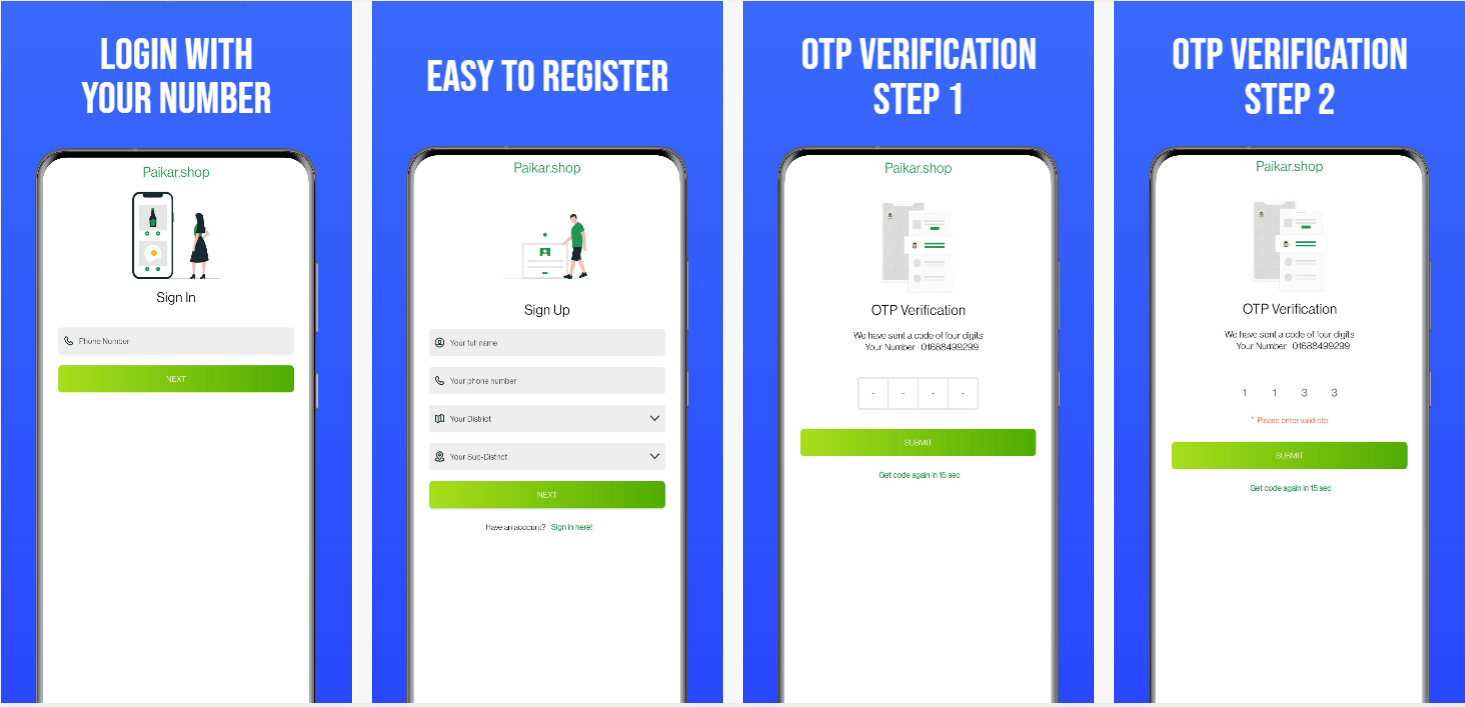 LOGIN WITH
YOUR NUMBER
Paikar.shop
Sign In
Phone Number
NEXT
EASY TO REGISTER
Paikar.shop
Sign Up
Your full name
Your phone number
Your District
Your Sub-District
NEXT
Have an account? Sign in here!
OTP VERIFICATION
STEP 1
Paikar.shop
OTP Verification
We have sent a code of four digits
Your Number 01688499299
- - - -
SUBMIT
Get code again in 15 sec
OTP VERIFICATION
STEP 2
Paikar.shop
OTP Verification
We have sent a code of four digits
Your Number 01688499299
1 1 3 3
* Please enter valid otp
SUBMIT
Get code again in 15 sec